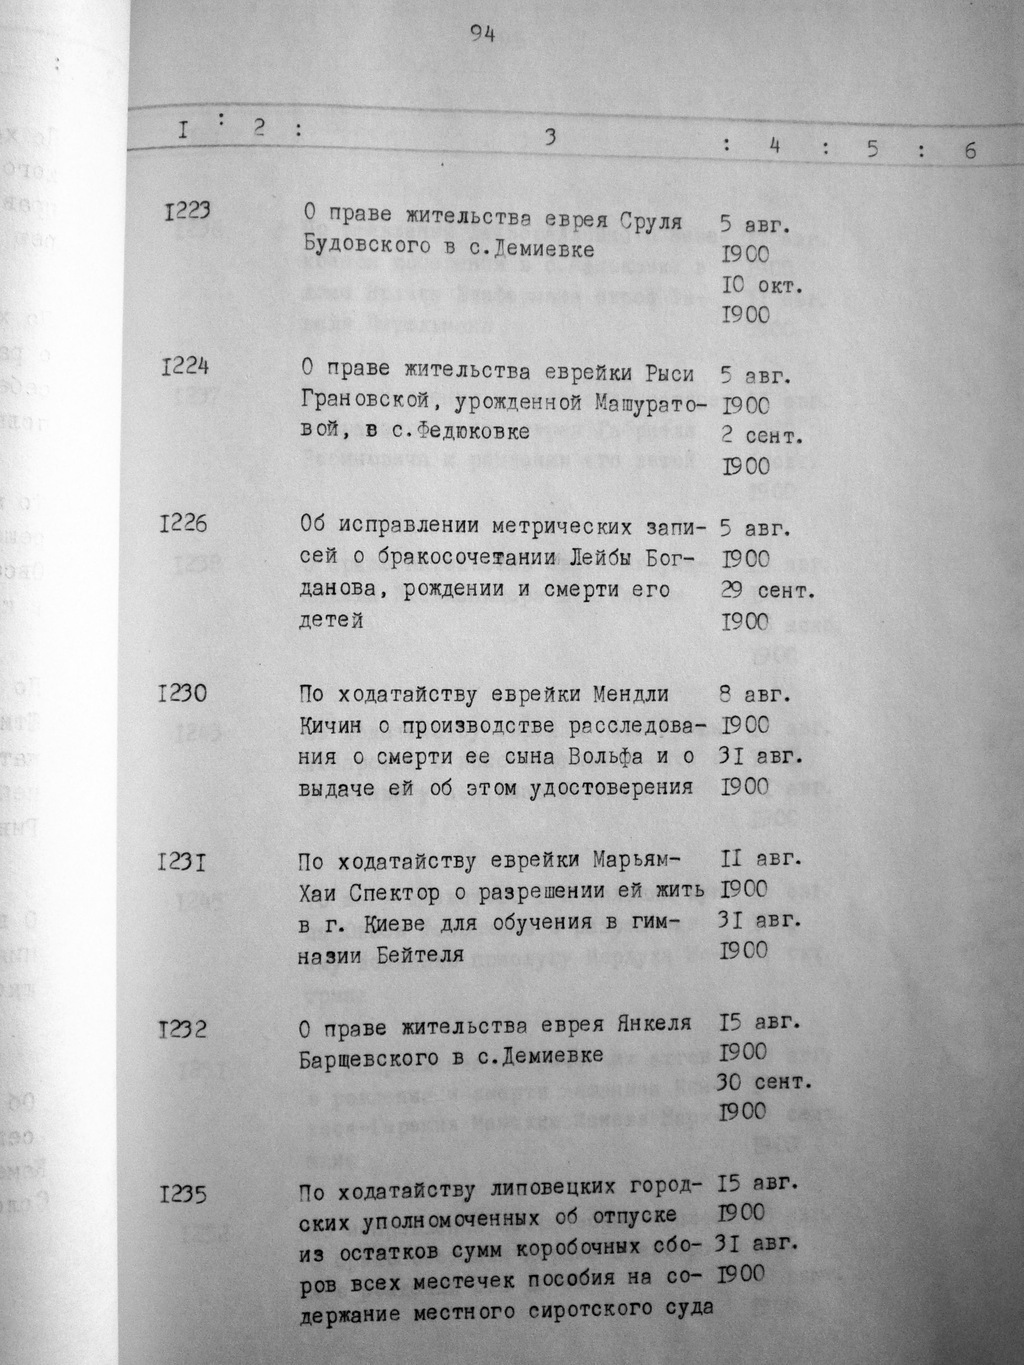 94
I : 2 : 3 : 4 : 5 : 6
I223 О праве жительства еврея Сруля 5 авг.
Будовского в с.Демиевке I900
I0 окт.
I900
I224 О праве жительства еврейки Рыси 5 авг.
Грановской, урожденной Машурато- I900
вой, в с.Федюковке 2 сент.
I900
I226 Об исправлении метрических запи- 5 авг.
сей о бракосочетании Лейбы Бог- I900
данова, рождении и смерти его 29 сент.
детей I900
I230 По ходатайству еврейки Мендли 8 авг.
Кичин о производстве расследова- I900
ния о смерти ее сына Вольфа и о 3I авг.
выдаче ей об этом удостоверения I900
I23I По ходатайству еврейки Марьям- II авг.
Хаи Спектор о разрешении ей жить I900
в г. Киеве для обучения в гим- 3I авг.
назии Бейтеля I900
I232 О праве жительства еврея Янкеля I5 авг.
Барщевского в с.Демиевке I900
30 сент.
I900
I235 По ходатайству липовецких город- I5 авг.
ских уполномоченных об отпуске I900
из остатков сумм коробочных сбо- 3I авг.
ров всех местечек пособия на со- I900
держание местного сиротского суда